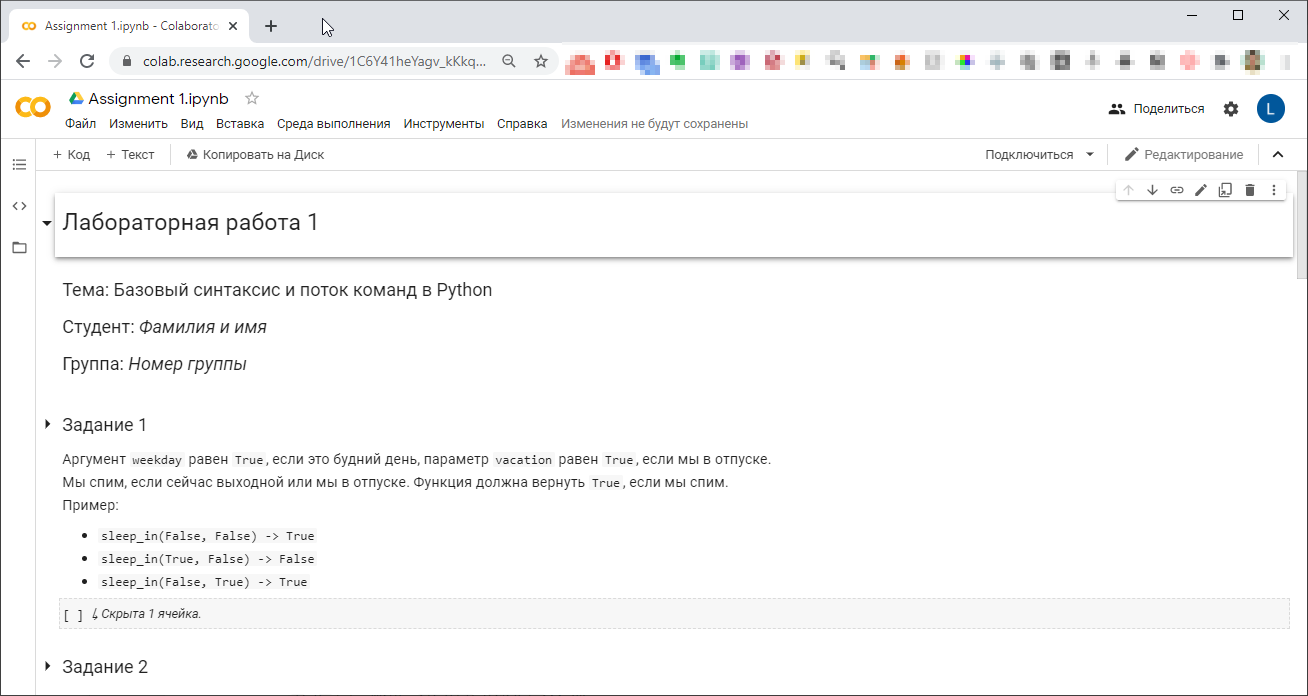 Assignment 1.ipynb - Colaborato
colab.research.google.com/drive/1C6Y41heYagv_kKkq...
Assignment 1.ipynb
Файл Изменить Вид Вставка Среда выполнения Инструменты Справка Изменения не будут сохранены
Поделиться
L
+ Код + Текст Копировать на Диск
Подключиться Редактирование
Лабораторная работа 1
Тема: Базовый синтаксис и поток команд в Python
Студент: Фамилия и имя
Группа: Номер группы
Задание 1
Аргумент weekday равен True, если это будний день, параметр vacation равен True, если мы в отпуске.
Мы спим, если сейчас выходной или мы в отпуске. Функция должна вернуть True, если мы спим.
Пример:
• sleep_in(False, False) -> True
• sleep_in(True, False) -> False
• sleep_in(False, True) -> True
[ ] ↳ Скрыта 1 ячейка.
Задание 2